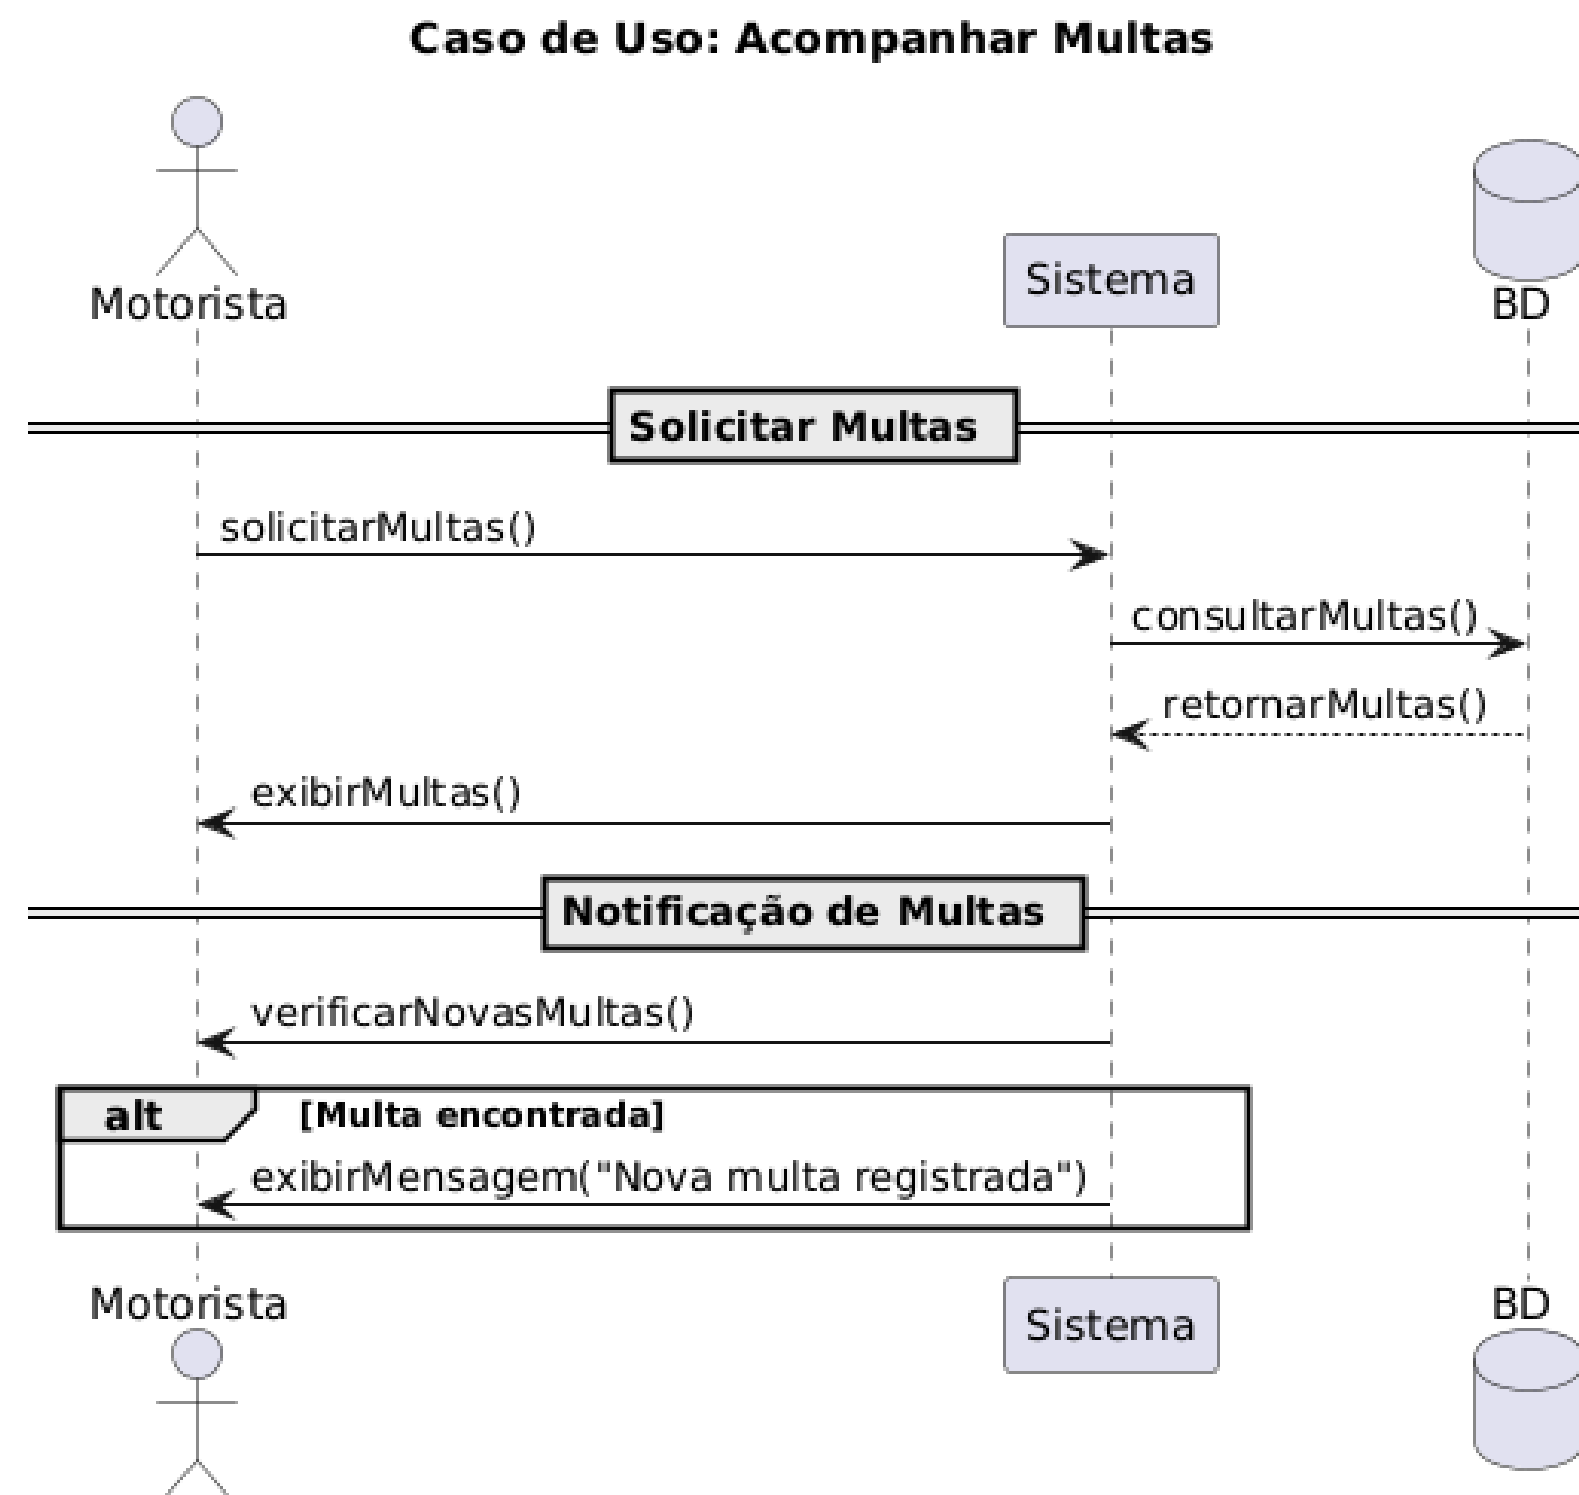 Caso de Uso: Acompanhar Multas
Motorista
Sistema
BD
Solicitar Multas
solicitarMultas()
consultarMultas()
retornarMultas()
exibirMultas()
Notificação de Multas
verificarNovasMultas()
alt [Multa encontrada]
exibirMensagem("Nova multa registrada")
Motorista
Sistema
BD